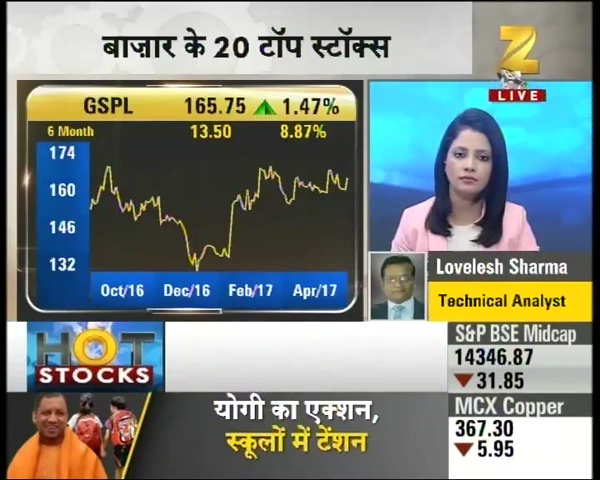 बाज़ार के 20 टॉप स्टॉक्स
Z
LIVE
GSPL 165.75 1.47%
6 Month 13.50 8.87%
174
160
146
132
Oct/16 Dec/16 Feb/17 Apr/17
Lovelesh Sharma
Technical Analyst
HOT
STOCKS
S&P BSE Midcap
14346.87
31.85
MCX Copper
367.30
5.95
योगी का एक्शन,
स्कूलों में टेंशन